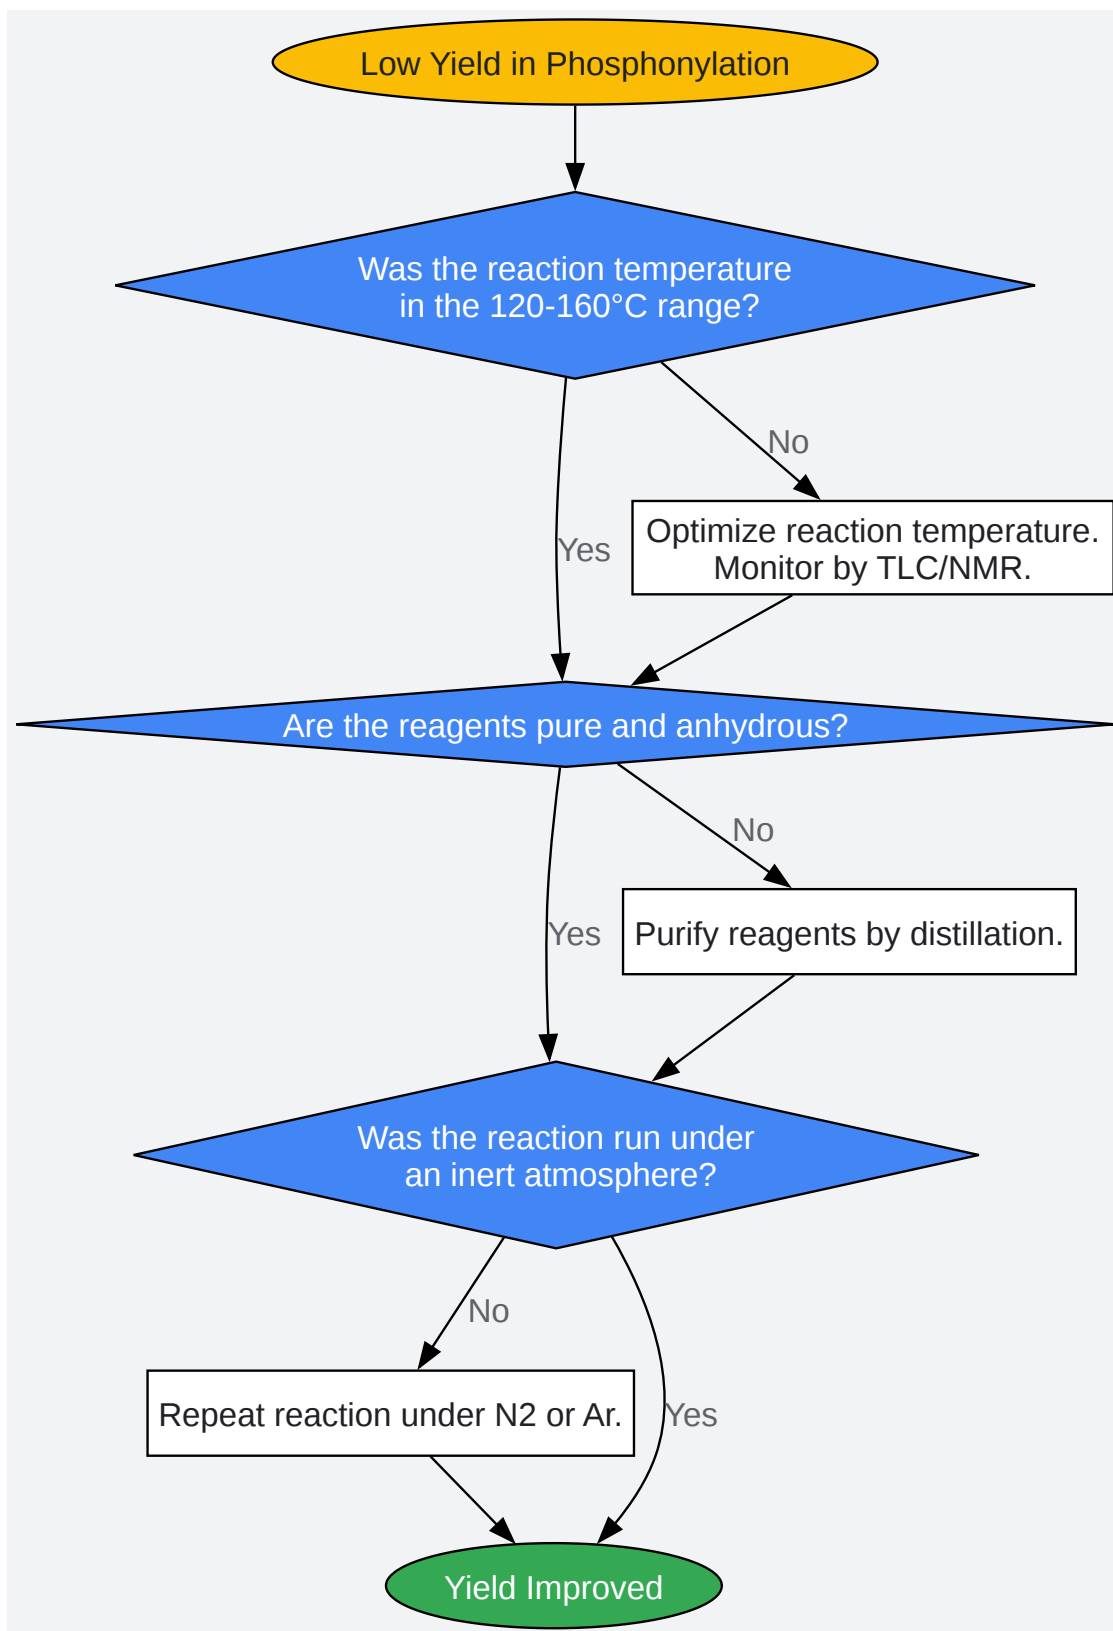 Low Yield in Phosphonylation
Was the reaction temperature
in the 120-160°C range?
No
Yes
Optimize reaction temperature.
Monitor by TLC/NMR.
Are the reagents pure and anhydrous?
No
Yes
Purify reagents by distillation.
Was the reaction run under
an inert atmosphere?
No
Repeat reaction under N2 or Ar.
Yes
Yield Improved